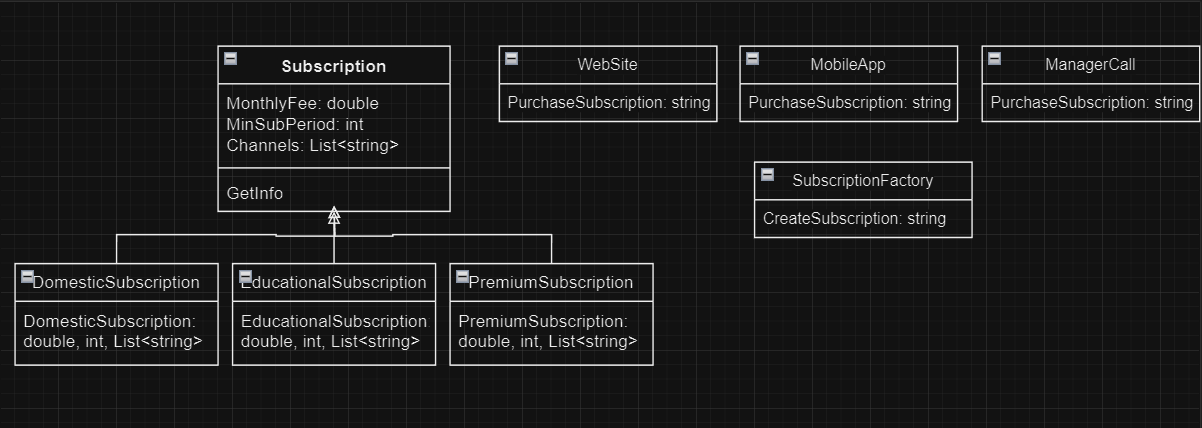 Subscription
MonthlyFee: double
MinSubPeriod: int
Channels: List<string>
GetInfo
WebSite
PurchaseSubscription: string
MobileApp
PurchaseSubscription: string
ManagerCall
PurchaseSubscription: string
SubscriptionFactory
CreateSubscription: string
DomesticSubscription
DomesticSubscription:
double, int, List<string>
EducationalSubscription
EducationalSubscription
double, int, List<string>
PremiumSubscription
PremiumSubscription:
double, int, List<string>